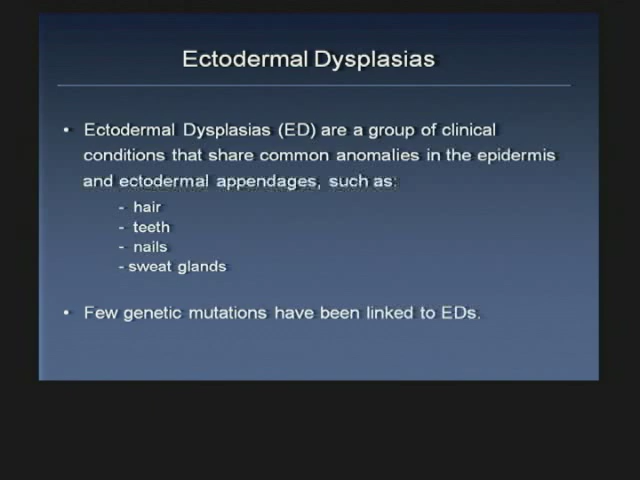 Ectodermal Dysplasias
• Ectodermal Dysplasias (ED) are a group of clinical
conditions that share common anomalies in the epidermis
and ectodermal appendages, such as:
- hair
- teeth
- nails
- sweat glands
• Few genetic mutations have been linked to EDs.